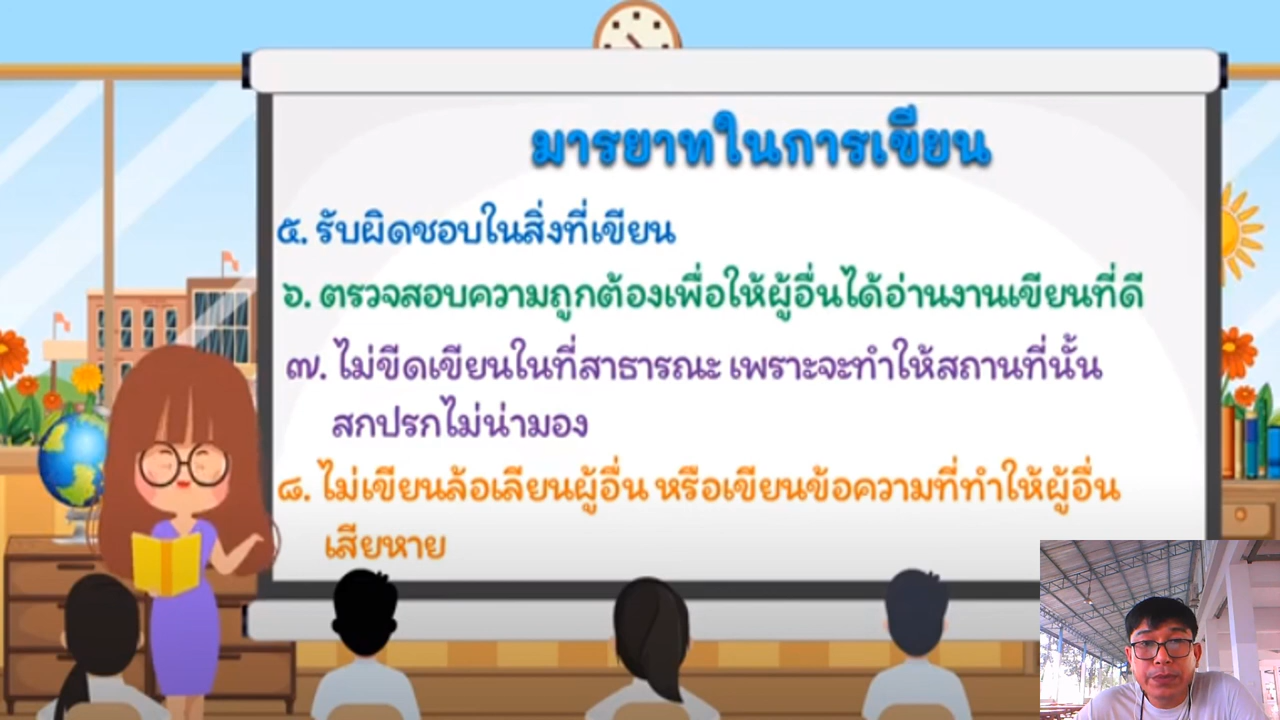 มารยาทในการเขียน
๕. รับผิดชอบในสิ่งที่เขียน
๖. ตรวจสอบความถูกต้องเพื่อให้ผู้อื่นได้อ่านงานเขียนที่ดี
๗. ไม่ขีดเขียนในที่สาธารณะ เพราะจะทำให้สถานที่นั้น
สกปรกไม่น่ามอง
๘. ไม่เขียนล้อเลียนผู้อื่น หรือเขียนข้อความที่ทำให้ผู้อื่น
เสียหาย